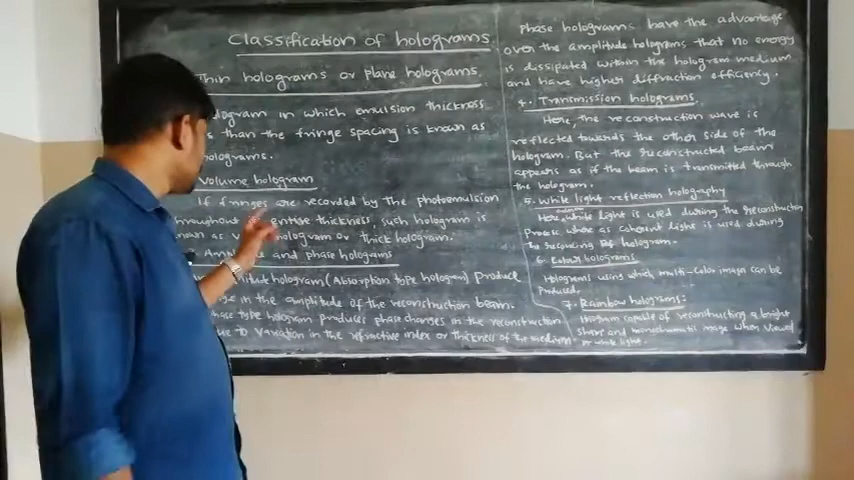 Classification of holograms
Thin holograms or plane holograms.
hologram in which emulsion thickness
s than the fringe spacing is known as
holograms.
Volume hologram
If fringes are recorded by the photoemulsion
throughout entire thickness, such hologram is
known as hologram or thick hologram.
and phase holograms
hologram (Absorption type hologram) produce
in the amplitude of the reconstruction beam.
type hologram produces phase changes in the reconstruction
to variation in the refractive index or thickness of the medium
Phase holograms have the advantage
over the amplitude holograms that no energy
is dissipated within the hologram medium
and have higher diffraction efficiency.
4. Transmission holograms
Here, the reconstruction wave is
reflected towards the other side of the
hologram. But the reconstructed beam
appears as if the beam is transmitted through
the hologram.
5. White light reflection holography
Here, white light is used during the reconstruction
process where as coherent light is used during
the recording of hologram.
6. Colour holograms
Holograms using which multi-color images can be
Produced.
7. Rainbow holograms:
capable of reconstructing a bright
sharp and monochromatic image when viewed
white light.